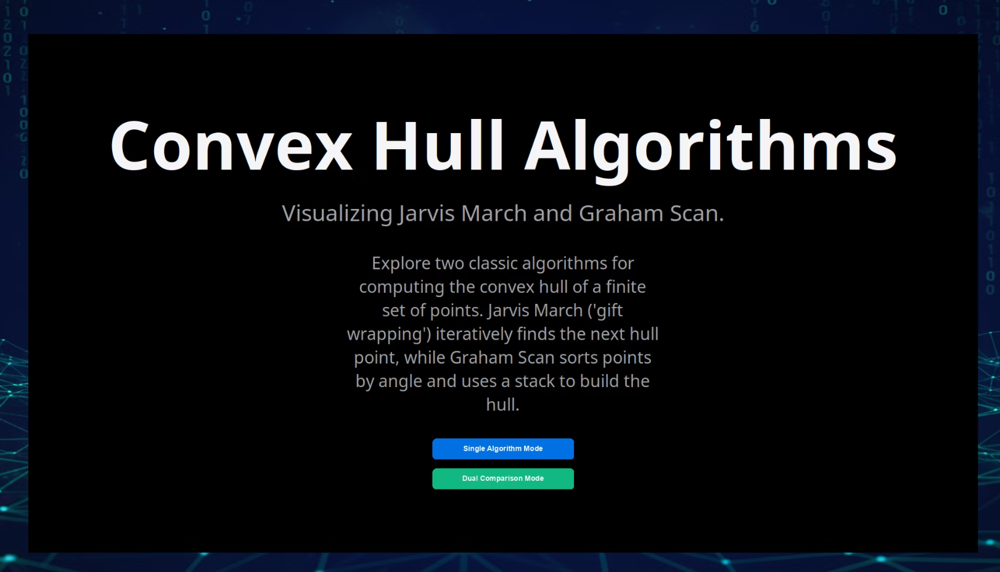 Convex Hull Algorithms
Visualizing Jarvis March and Graham Scan.
Explore two classic algorithms for
computing the convex hull of a finite
set of points. Jarvis March ('gift
wrapping') iteratively finds the next hull
point, while Graham Scan sorts points
by angle and uses a stack to build the
hull.
Single Algorithm Mode
Dual Comparison Mode